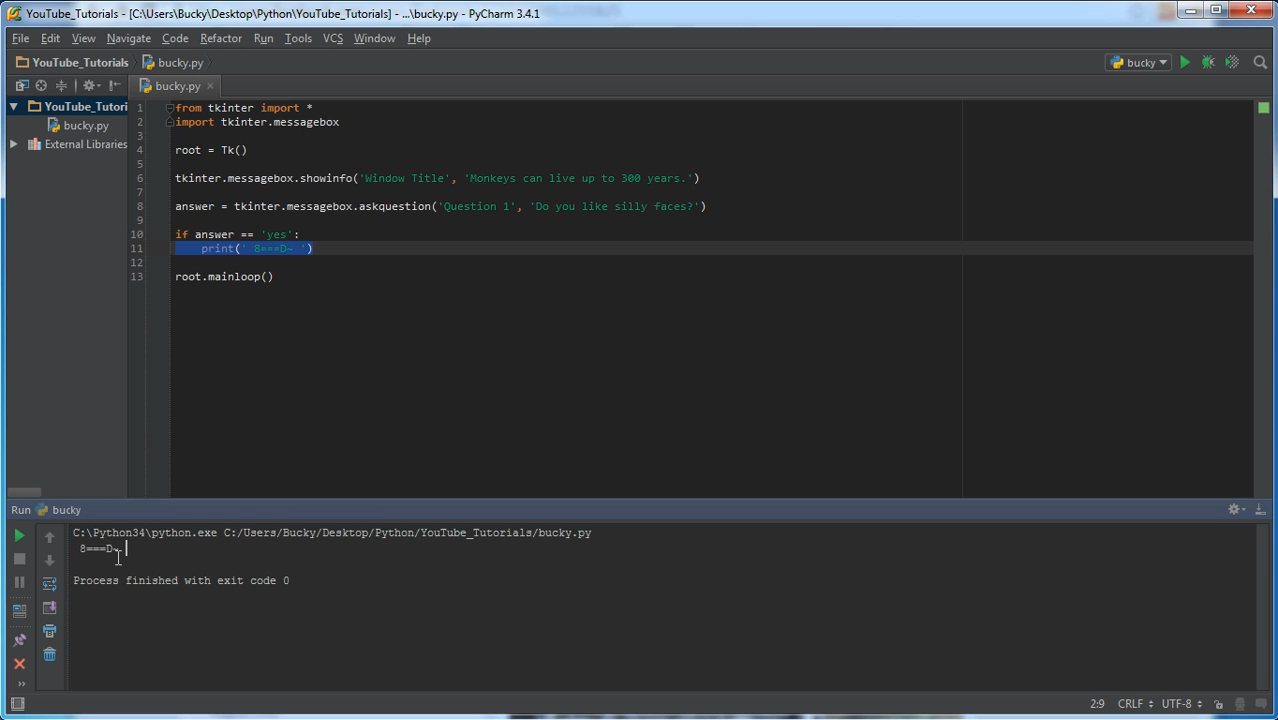 YouTube_Tutorials - [C:\Users\Bucky\Desktop\Python\YouTube_Tutorials] - ...\bucky.py - PyCharm 3.4.1
File Edit View Navigate Code Refactor Run Tools VCS Window Help
YouTube_Tutorials bucky.py bucky
bucky.py
YouTube_Tutori
bucky.py
External Libraries
1 from tkinter import *
2 import tkinter.messagebox
3
4 root = Tk()
5
6 tkinter.messagebox.showinfo('Window Title', 'Monkeys can live up to 300 years.')
7
8 answer = tkinter.messagebox.askquestion('Question 1', 'Do you like silly faces?')
9
10 if answer == 'yes':
11 print(' 8===D~ ')
12
13 root.mainloop()
Run bucky
C:\Python34\python.exe C:/Users/Bucky/Desktop/Python/YouTube_Tutorials/bucky.py
8===D~
Process finished with exit code 0
2:9 CRLF UTF-8